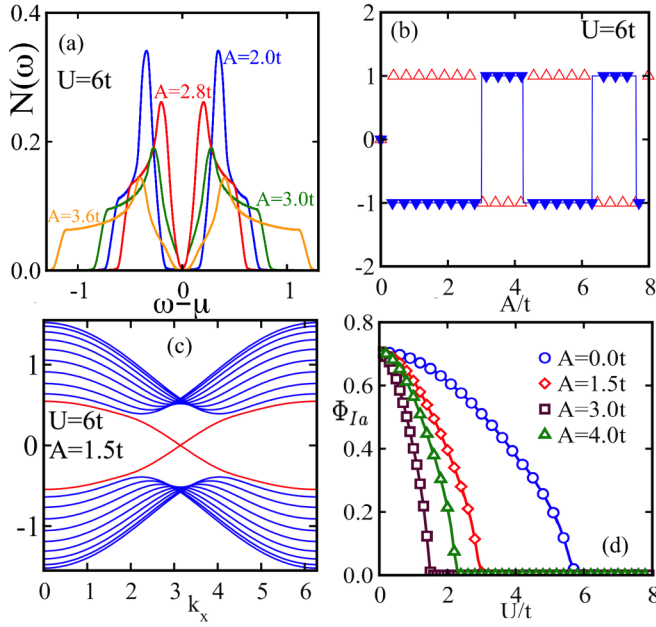 (a)
U=6t
A=2.0t
A=2.8t
A=3.0t
A=3.6t
N(ω)
0.4
0.2
0.0
-1 0 1
ω−μ
(b)
U=6t
2
1
0
-1
-2
0 2 4 6 8
A/t
(c)
U=6t
A=1.5t
1
0
-1
0 1 2 3 4 5 6
kx
(d)
A=0.0t
A=1.5t
A=3.0t
A=4.0t
ΦIa
0.8
0.6
0.4
0.2
0.0
0 2 4 6 8
U/t